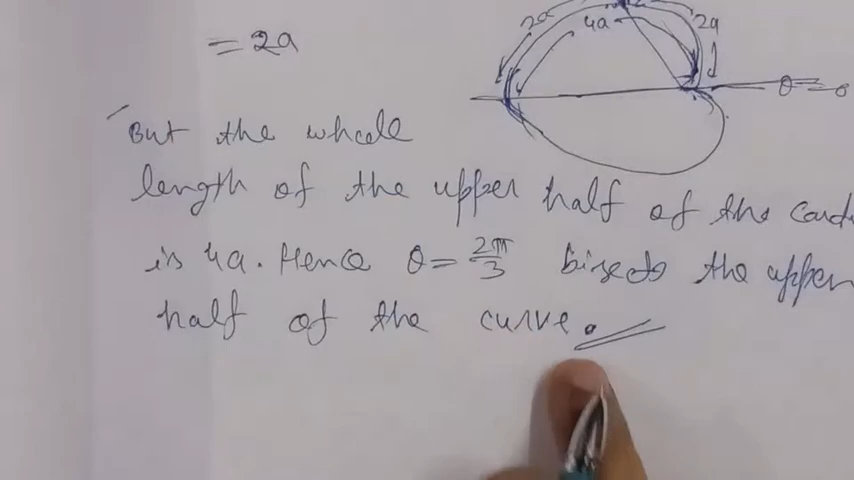 = 2a
2a
4a
2a
θ = 0
But the whole
length of the upper half of the card
is 4a. Hence θ = 2π/3 bisects the upper
half of the curve.